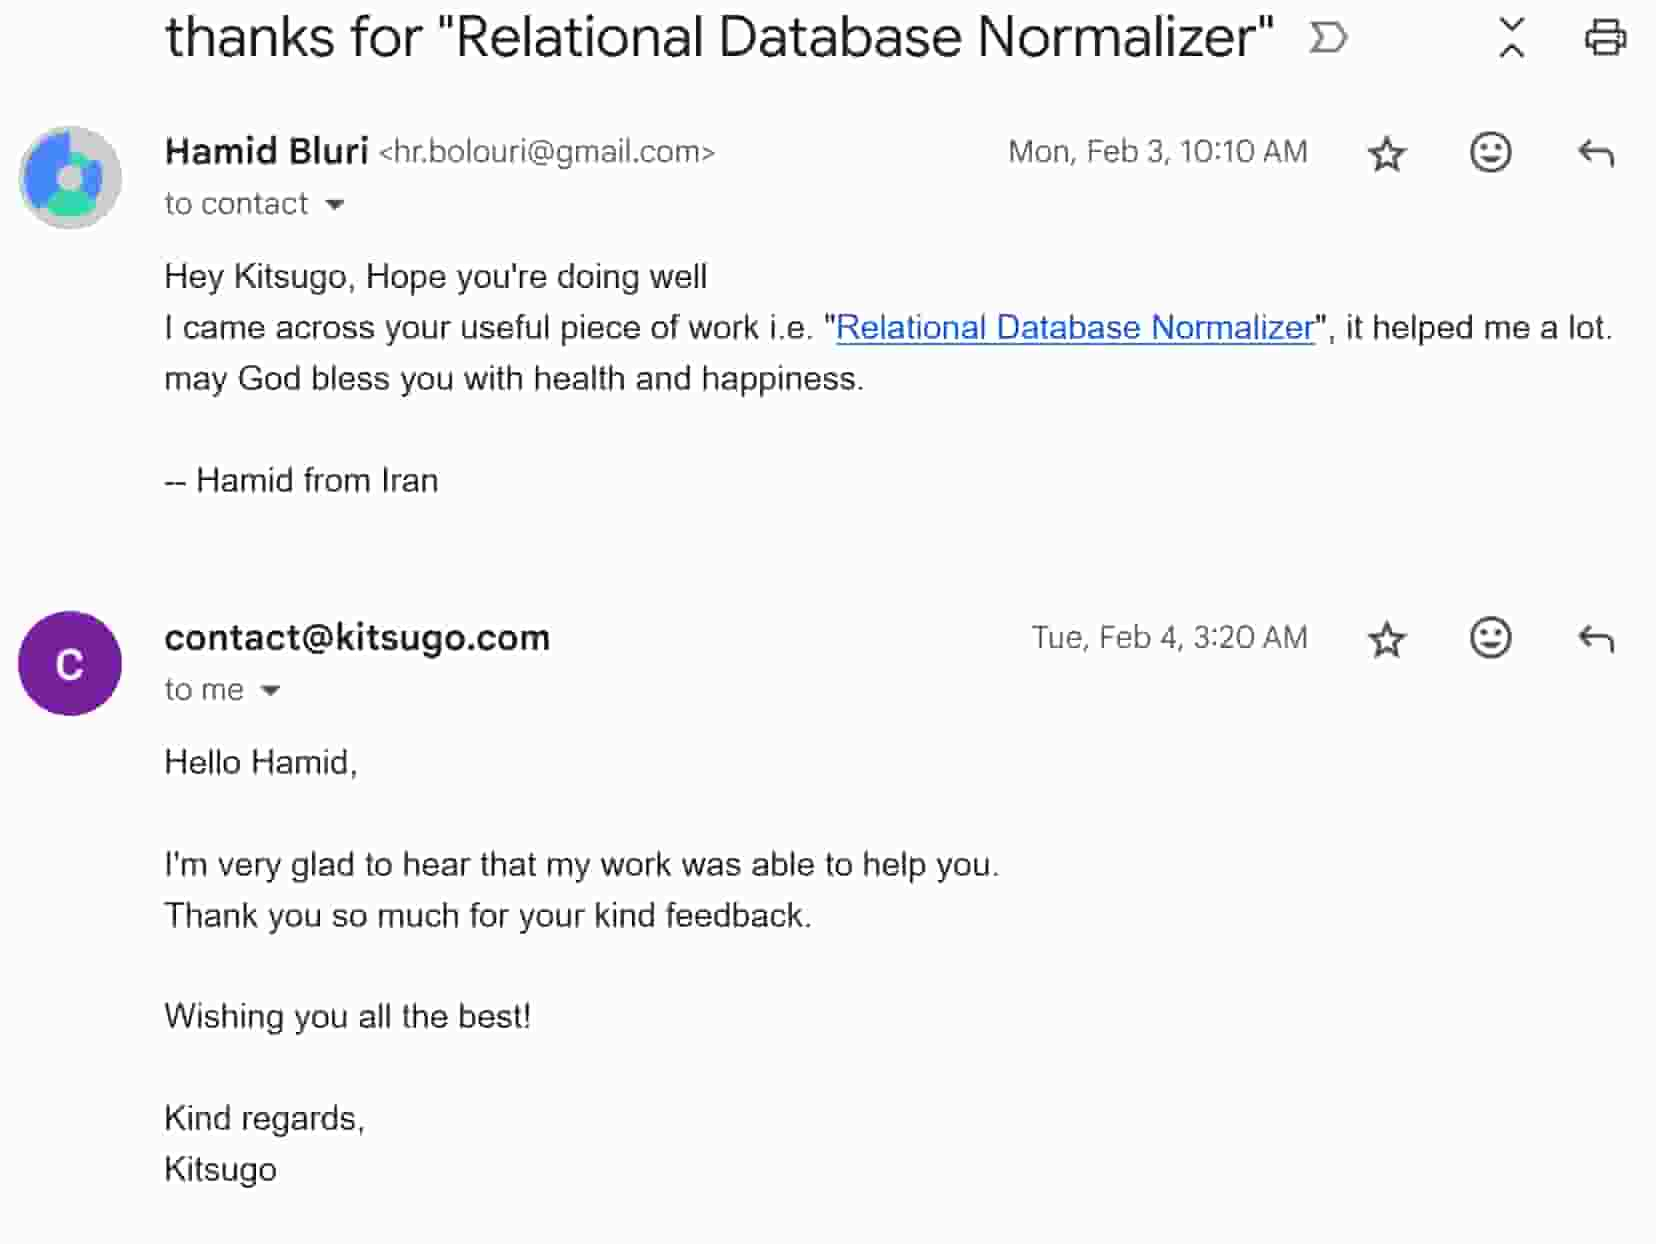 thanks for "Relational Database Normalizer"
Hamid Bluri <hr.bolouri@gmail.com>
Mon, Feb 3, 10:10 AM
to contact
Hey Kitsugo, Hope you're doing well
I came across your useful piece of work i.e. "Relational Database Normalizer", it helped me a lot.
may God bless you with health and happiness.
-- Hamid from Iran
C
contact@kitsugo.com
Tue, Feb 4, 3:20 AM
to me
Hello Hamid,
I'm very glad to hear that my work was able to help you.
Thank you so much for your kind feedback.
Wishing you all the best!
Kind regards,
Kitsugo